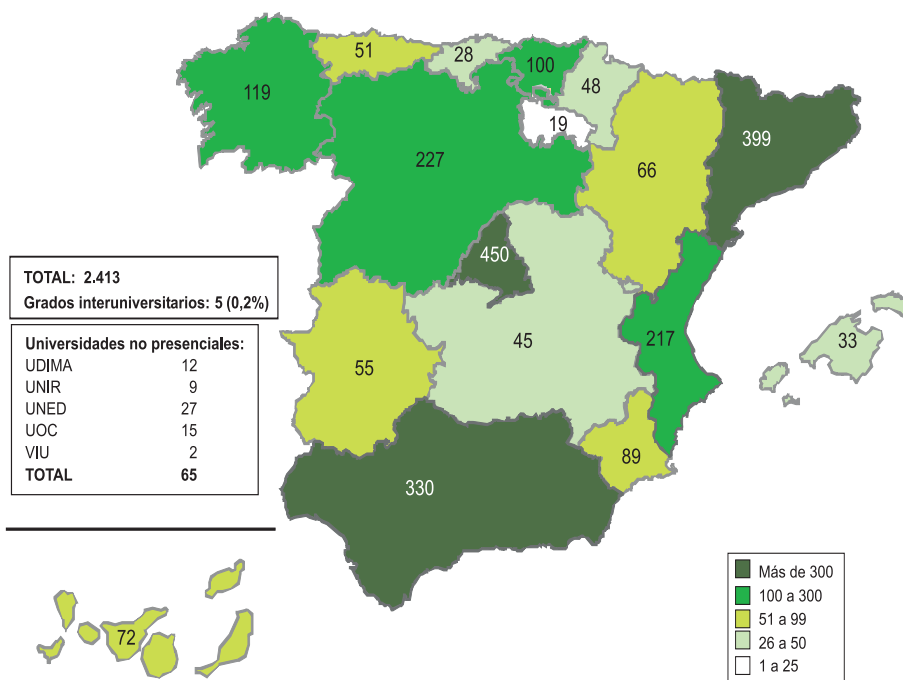 51
28
100
48
119
19
399
227
66
450
TOTAL: 2.413
Grados interuniversitarios: 5 (0,2%)
Universidades no presenciales:
UDIMA 12
UNIR 9
UNED 27
UOC 15
VIU 2
TOTAL 65
55
45
217
33
89
330
72
Más de 300
100 a 300
51 a 99
26 a 50
1 a 25